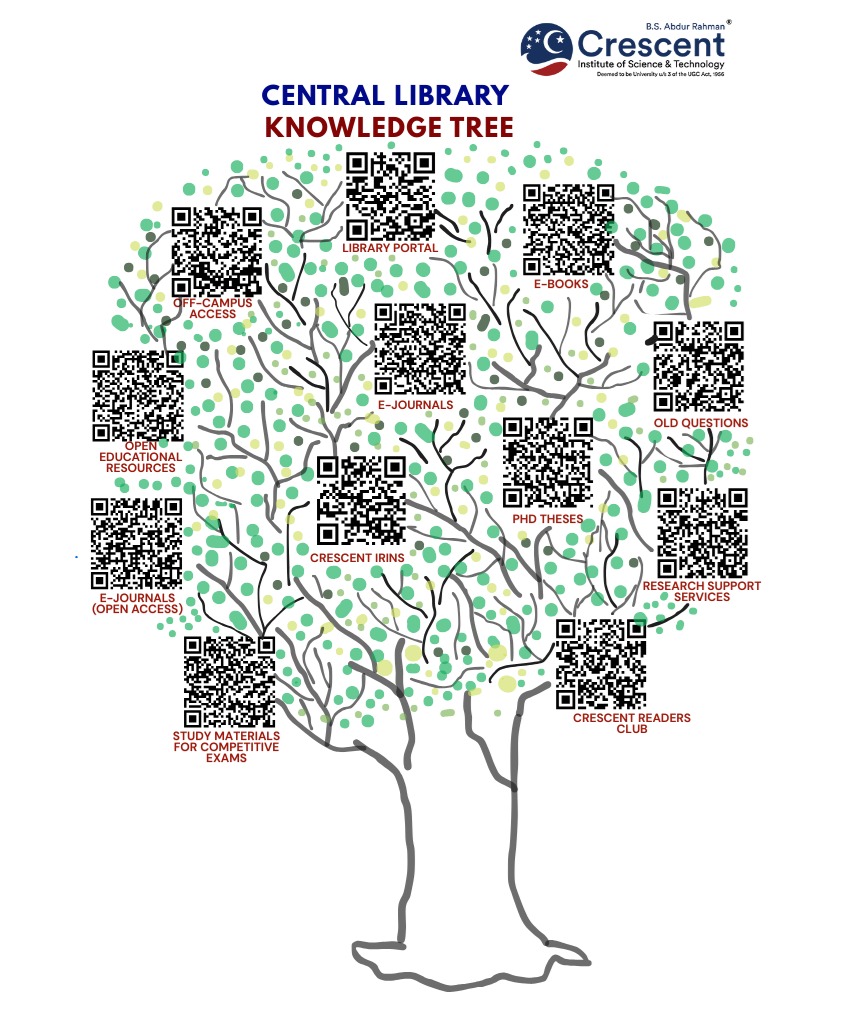 B.S. Abdur Rahman®
Crescent
Institute of Science & Technology
Deemed to be University u/s 3 of the UGC Act, 1956
CENTRAL LIBRARY
KNOWLEDGE TREE
LIBRARY PORTAL
E-BOOKS
OFF-CAMPUS
ACCESS
E-JOURNALS
OLD QUESTIONS
OPEN
EDUCATIONAL
RESOURCES
PHD THESES
CRESCENT IRINS
RESEARCH SUPPORT
SERVICES
E-JOURNALS
(OPEN ACCESS)
CRESCENT READERS
CLUB
STUDY MATERIALS
FOR COMPETITIVE
EXAMS